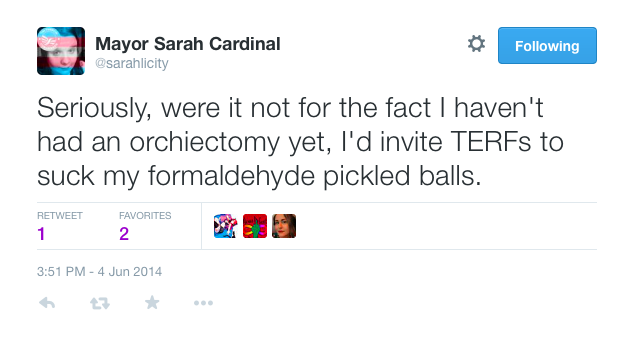 Mayor Sarah Cardinal
@sarahlicity
Following
Seriously, were it not for the fact I haven't
had an orchiectomy yet, I'd invite TERFs to
suck my formaldehyde pickled balls.
RETWEET FAVORITES
1 2
3:51 PM - 4 Jun 2014